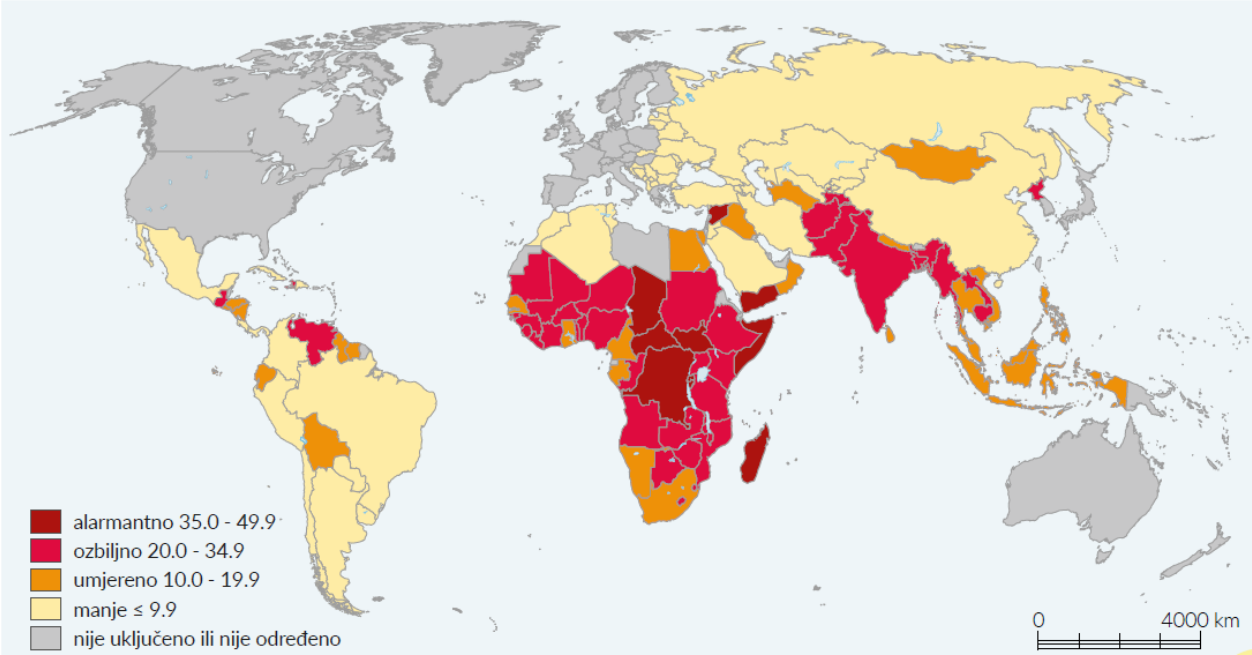 alarmantno 35.0 - 49.9
ozbiljno 20.0 - 34.9
umjereno 10.0 - 19.9
manje ≤ 9.9
nije uključeno ili nije određeno
0 4000 km